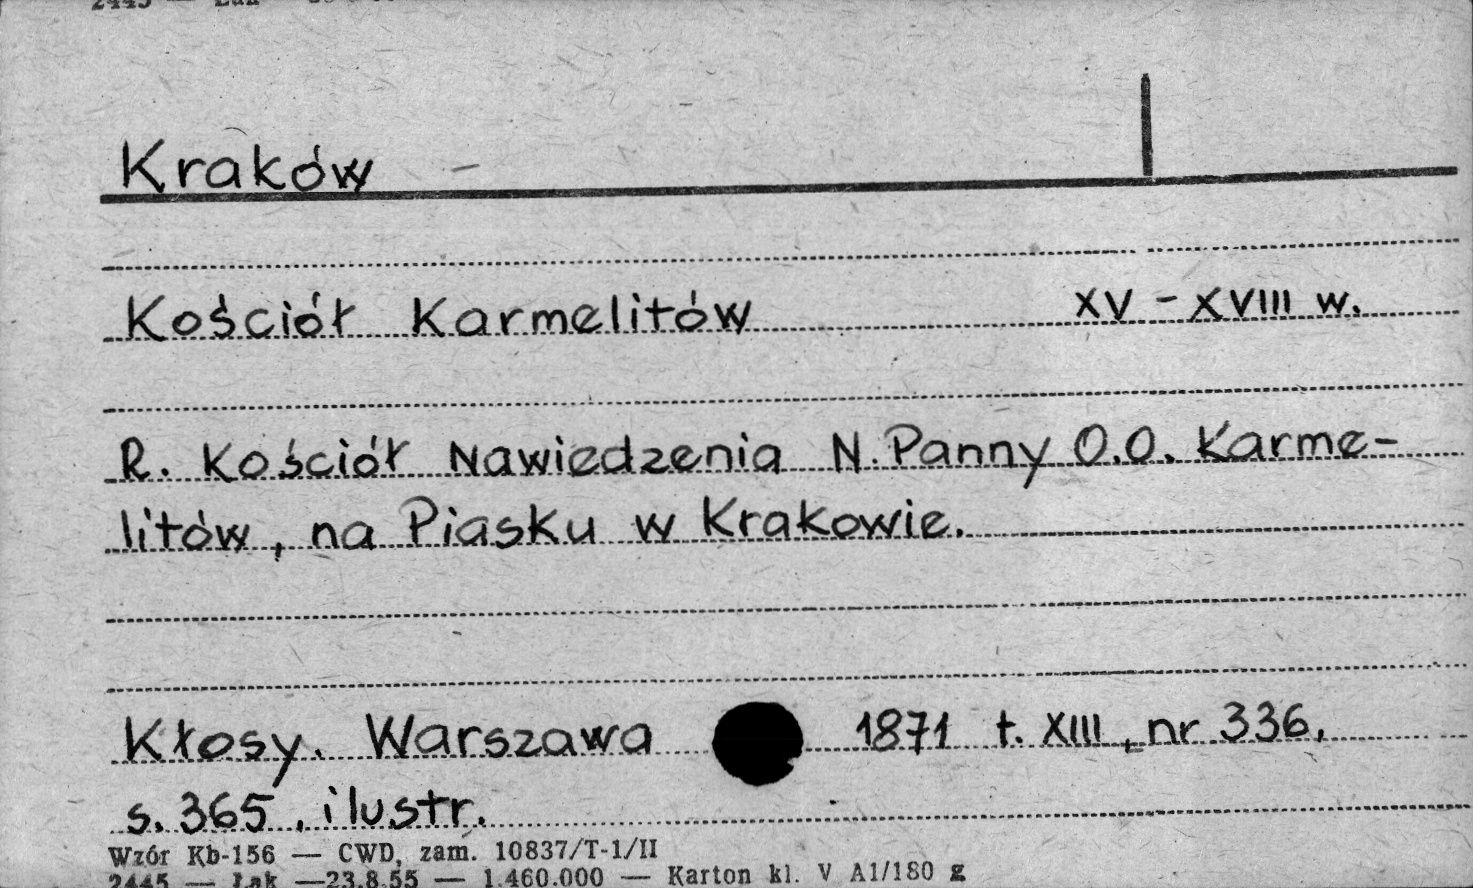 2445 — Łak
Kraków –
Kościół Karmelitów XV – XVIII w.
R. Kościół Nawiedzenia N. Panny O.O. Karme-
litów, na Piasku w Krakowie.
Kłosy. Warszawa 1871 t. XIII, nr 336,
s. 365, ilustr.
Wzór Kb-156 — CWD, zam. 10837/T-1/II
2445 — Łak —23.8.55 — 1.460.000 — Karton kl. V A1/180 g